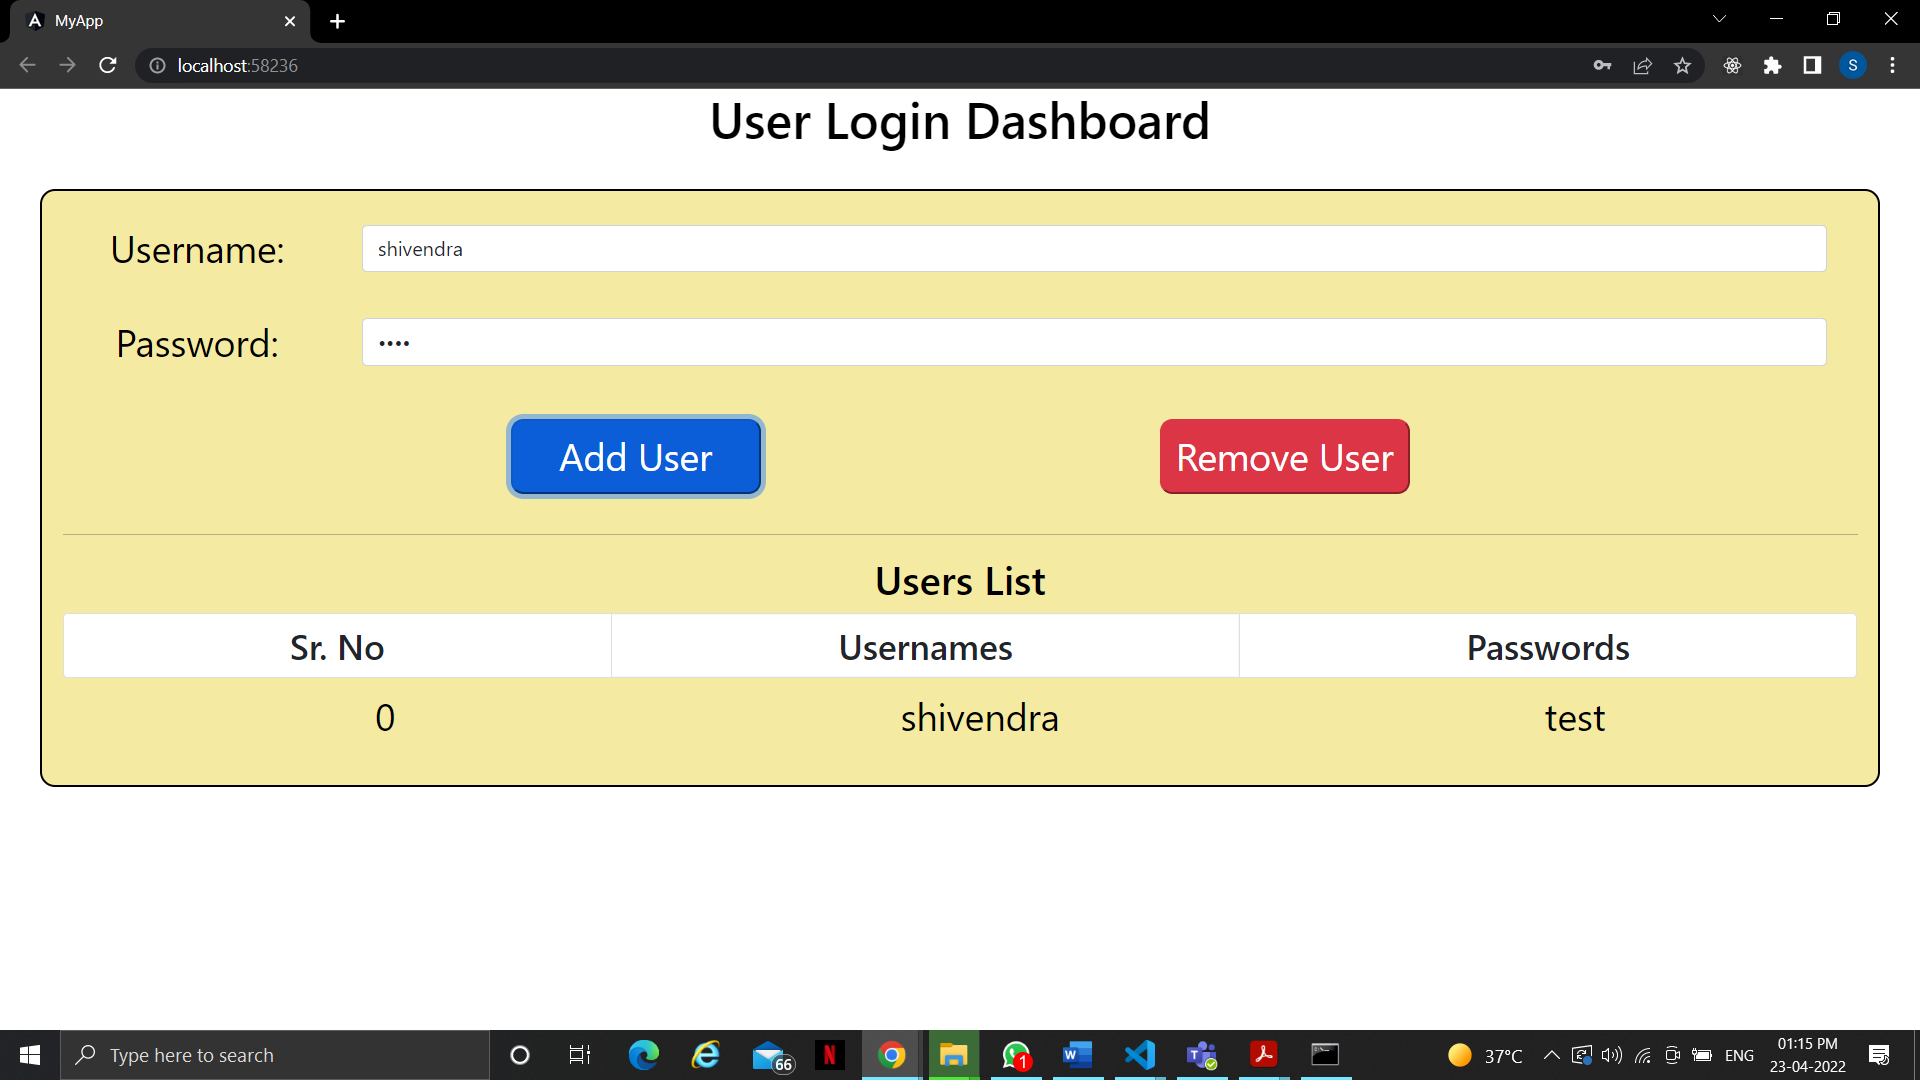 MyApp
localhost:58236
S
User Login Dashboard
Username:
shivendra
Password:
••••
Add User
Remove User
Users List
Sr. No Usernames Passwords
0 shivendra test
Type here to search
66
N
1
W
37°C
ENG
01:15 PM
23-04-2022